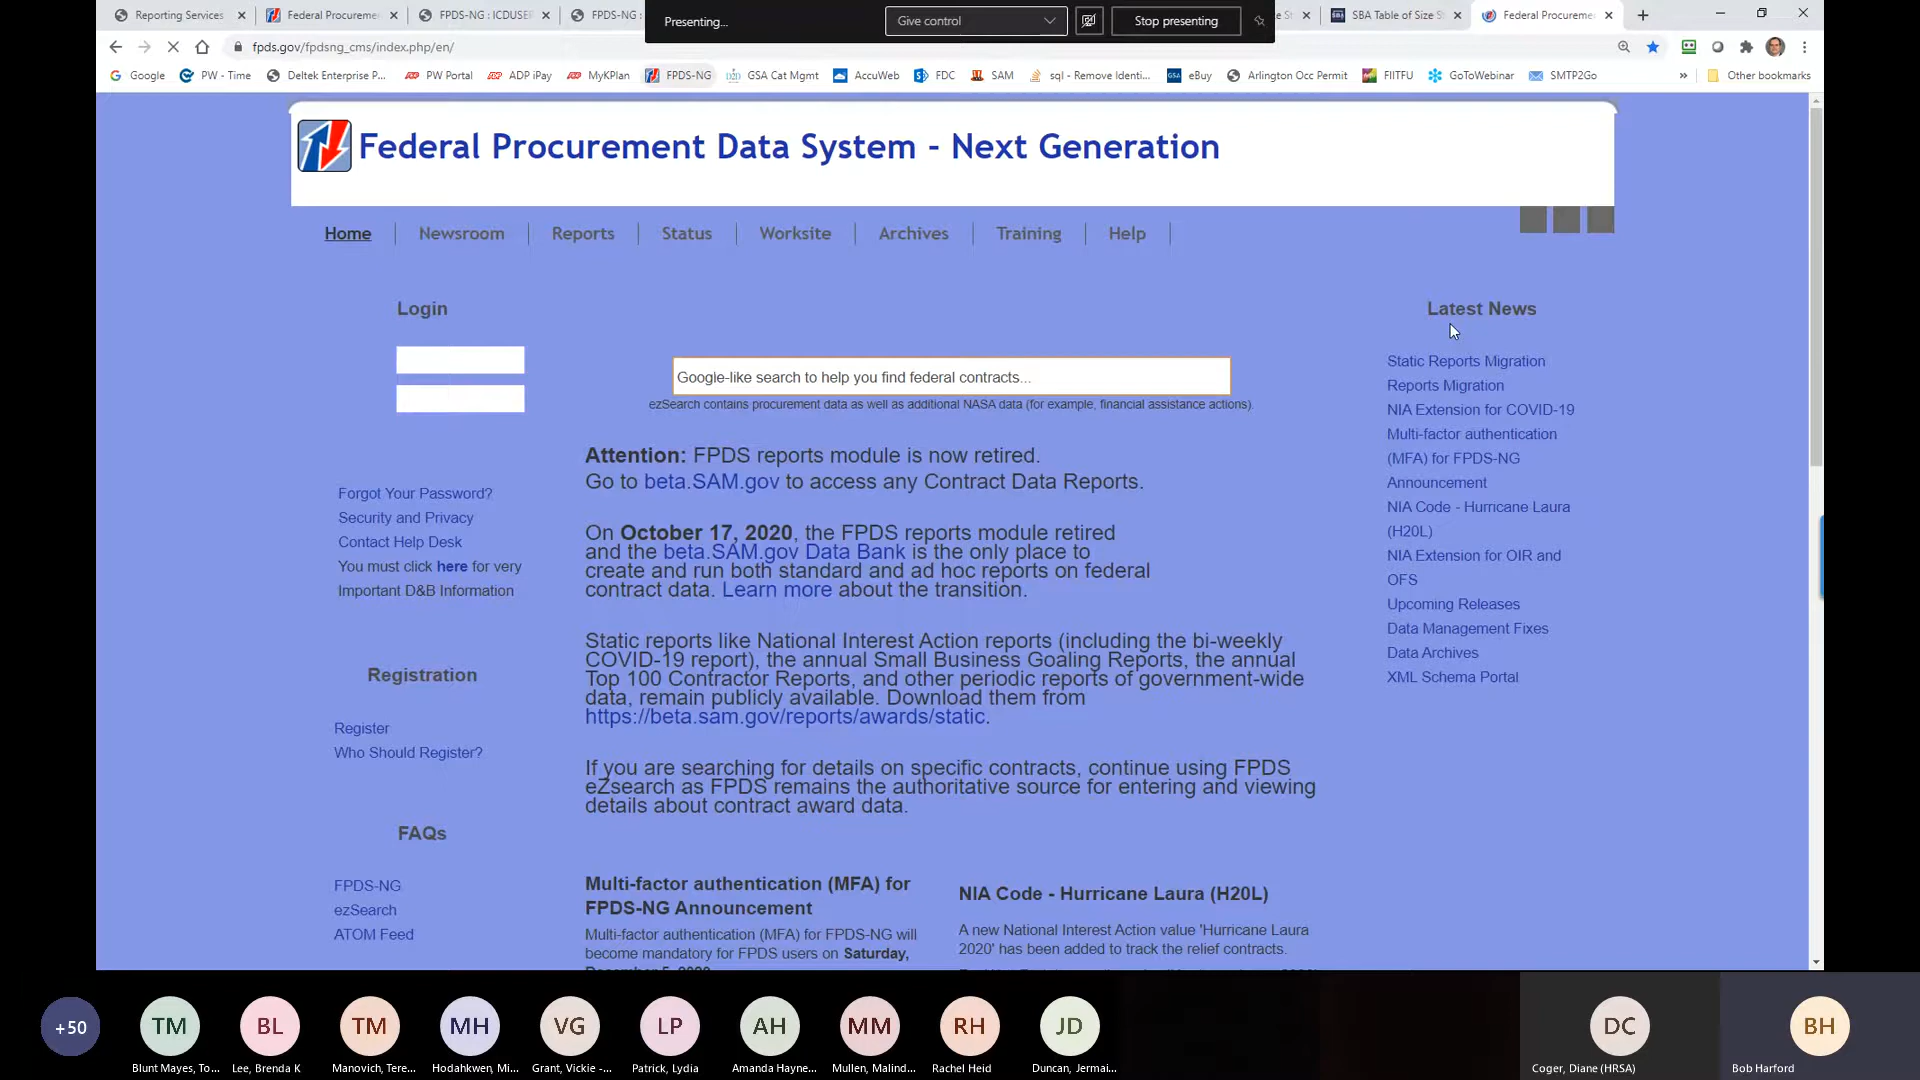 Reporting Services
Federal Procureme
FPDS-NG : ICDUSER
FPDS-NG :
Presenting...
Give control
Stop presenting
SBA Table of Size S
Federal Procureme
fpds.gov/fpdsng_cms/index.php/en/
Google
PW - Time
Deltek Enterprise P...
PW Portal
ADP iPay
MyKPlan
FPDS-NG
GSA Cat Mgmt
AccuWeb
FDC
SAM
sql - Remove Identi...
eBuy
Arlington Occ Permit
FIITFU
GoToWebinar
SMTP2Go
»
Other bookmarks
Federal Procurement Data System - Next Generation
Home
Newsroom
Reports
Status
Worksite
Archives
Training
Help
Login
Forgot Your Password?
Security and Privacy
Contact Help Desk
You must click here for very
Important D&B Information
Registration
Register
Who Should Register?
FAQs
FPDS-NG
ezSearch
ATOM Feed
Google-like search to help you find federal contracts...
ezSearch contains procurement data as well as additional NASA data (for example, financial assistance actions).
Attention: FPDS reports module is now retired.
Go to beta.SAM.gov to access any Contract Data Reports.
On October 17, 2020, the FPDS reports module retired
and the beta.SAM.gov Data Bank is the only place to
create and run both standard and ad hoc reports on federal
contract data. Learn more about the transition.
Static reports like National Interest Action reports (including the bi-weekly
COVID-19 report), the annual Small Business Goaling Reports, the annual
Top 100 Contractor Reports, and other periodic reports of government-wide
data, remain publicly available. Download them from
https://beta.sam.gov/reports/awards/static.
If you are searching for details on specific contracts, continue using FPDS
eZsearch as FPDS remains the authoritative source for entering and viewing
details about contract award data.
Multi-factor authentication (MFA) for
FPDS-NG Announcement
Multi-factor authentication (MFA) for FPDS-NG will
become mandatory for FPDS users on Saturday,
December 5, 2020
NIA Code - Hurricane Laura (H20L)
A new National Interest Action value 'Hurricane Laura
2020' has been added to track the relief contracts.
Latest News
Static Reports Migration
Reports Migration
NIA Extension for COVID-19
Multi-factor authentication
(MFA) for FPDS-NG
Announcement
NIA Code - Hurricane Laura
(H20L)
NIA Extension for OIR and
OFS
Upcoming Releases
Data Management Fixes
Data Archives
XML Schema Portal
+50
TM
BL
TM
MH
VG
LP
AH
MM
RH
JD
DC
BH
Blunt Mayes, To...
Lee, Brenda K
Manovich, Tere...
Hodahkwen, Mi...
Grant, Vickie -...
Patrick, Lydia
Amanda Hayne...
Mullen, Malind...
Rachel Heid
Duncan, Jermai...
Coger, Diane (HRSA)
Bob Harford